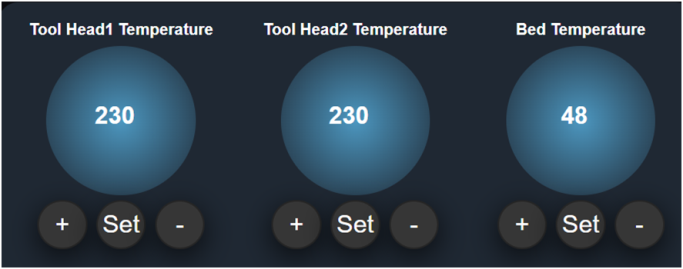 Tool Head1 Temperature Tool Head2 Temperature Bed Temperature
230 230 48
+ Set - + Set - + Set -